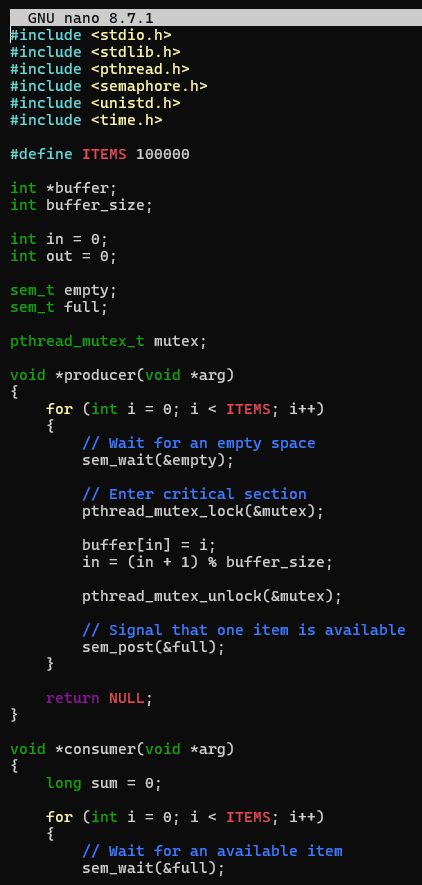 GNU nano 8.7.1
#include <stdio.h>
#include <stdlib.h>
#include <pthread.h>
#include <semaphore.h>
#include <unistd.h>
#include <time.h>

#define ITEMS 100000

int *buffer;
int buffer_size;

int in = 0;
int out = 0;

sem_t empty;
sem_t full;

pthread_mutex_t mutex;

void *producer(void *arg)
{
    for (int i = 0; i < ITEMS; i++)
    {
        // Wait for an empty space
        sem_wait(&empty);

        // Enter critical section
        pthread_mutex_lock(&mutex);

        buffer[in] = i;
        in = (in + 1) % buffer_size;

        pthread_mutex_unlock(&mutex);

        // Signal that one item is available
        sem_post(&full);
    }

    return NULL;
}

void *consumer(void *arg)
{
    long sum = 0;

    for (int i = 0; i < ITEMS; i++)
    {
        // Wait for an available item
        sem_wait(&full);